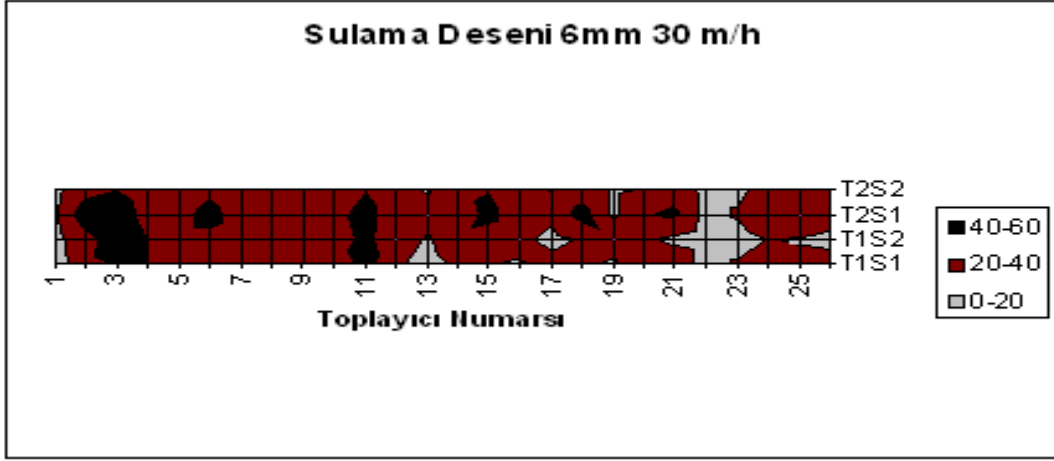 Sulama Deseni 6mm 30 m/h
T2S2
T2S1
T1S2
T1S1
40-60
20-40
0-20
1 3 5 7 9 11 13 15 17 19 21 23 25
Toplayıcı Numarsı